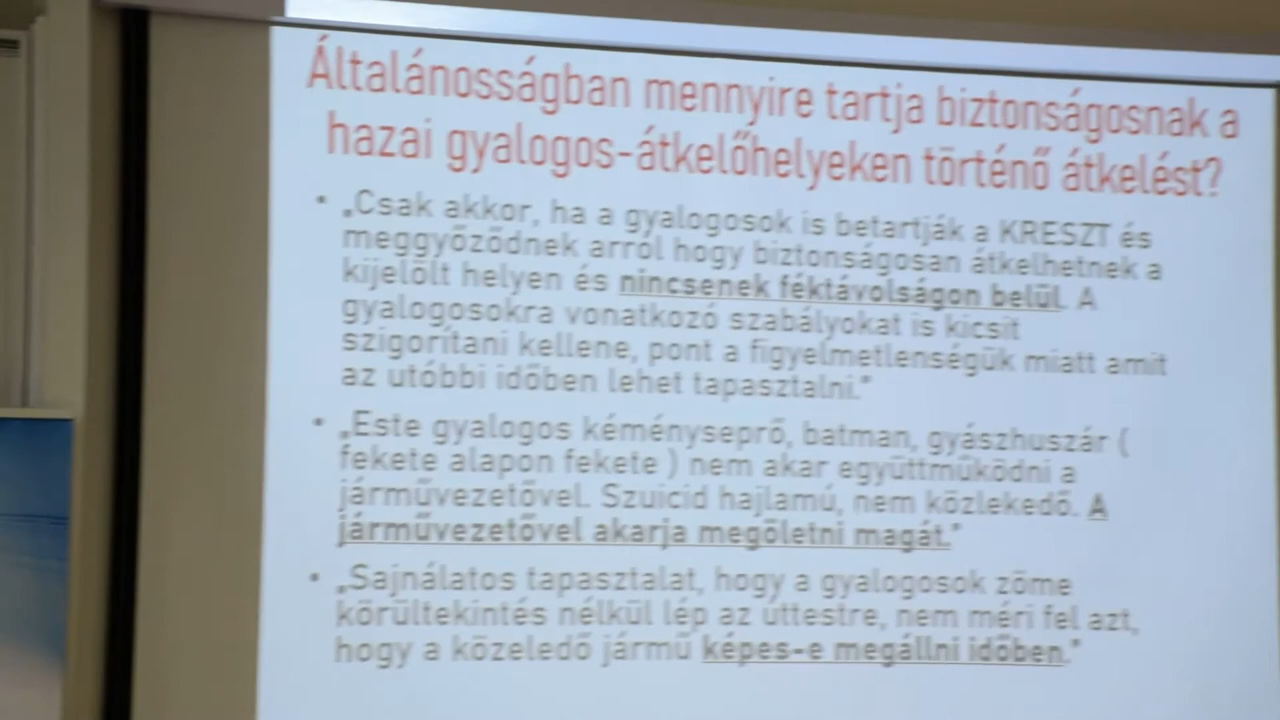 Általánosságban mennyire tartja biztonságosnak a
hazai gyalogos-átkelőhelyeken történő átkelést?
• „Csak akkor, ha a gyalogosok is betartják a KRESZT és
meggyőződnek arról hogy biztonságosan átkelhetnek a
kijelölt helyen és nincsenek féktávolságon belül. A
gyalogosokra vonatkozó szabályokat is kicsit
szigorítani kellene, pont a figyelmetlenségük miatt amit
az utóbbi időben lehet tapasztalni.”
• „Este gyalogos kéményseprő, batman, gyászhuszár (
fekete alapon fekete ) nem akar együttműködni a
járművezetővel. Szuicid hajlamú, nem közlekedő. A
járművezetővel akarja megöletni magát.”
• „Sajnálatos tapasztalat, hogy a gyalogosok zöme
körültekintés nélkül lép az úttestre, nem méri fel azt,
hogy a közeledő jármű képes-e megállni időben.”